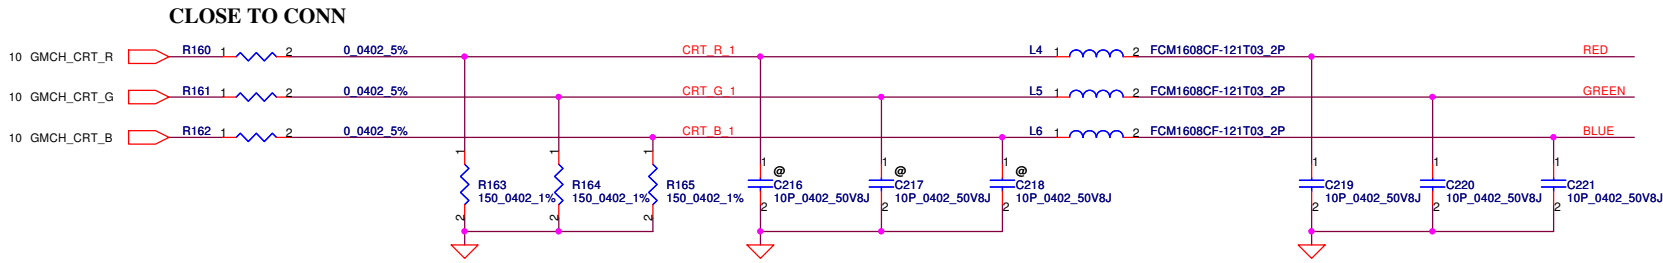 CLOSE TO CONN
10 GMCH_CRT_R R160 1 2 0_0402_5% CRT_R_1 L4 1 2 FCM1608CF-121T03_2P RED
10 GMCH_CRT_G R161 1 2 0_0402_5% CRT_G_1 L5 1 2 FCM1608CF-121T03_2P GREEN
10 GMCH_CRT_B R162 1 2 0_0402_5% CRT_B_1 L6 1 2 FCM1608CF-121T03_2P BLUE
1 1 1 1 1 1 1 1 1
@ @ @
R163 R164 R165 C216 C217 C218 C219 C220 C221
150_0402_1% 150_0402_1% 150_0402_1% 10P_0402_50V8J 10P_0402_50V8J 10P_0402_50V8J 10P_0402_50V8J 10P_0402_50V8J 10P_0402_50V8J
2 2 2 2 2 2 2 2 2